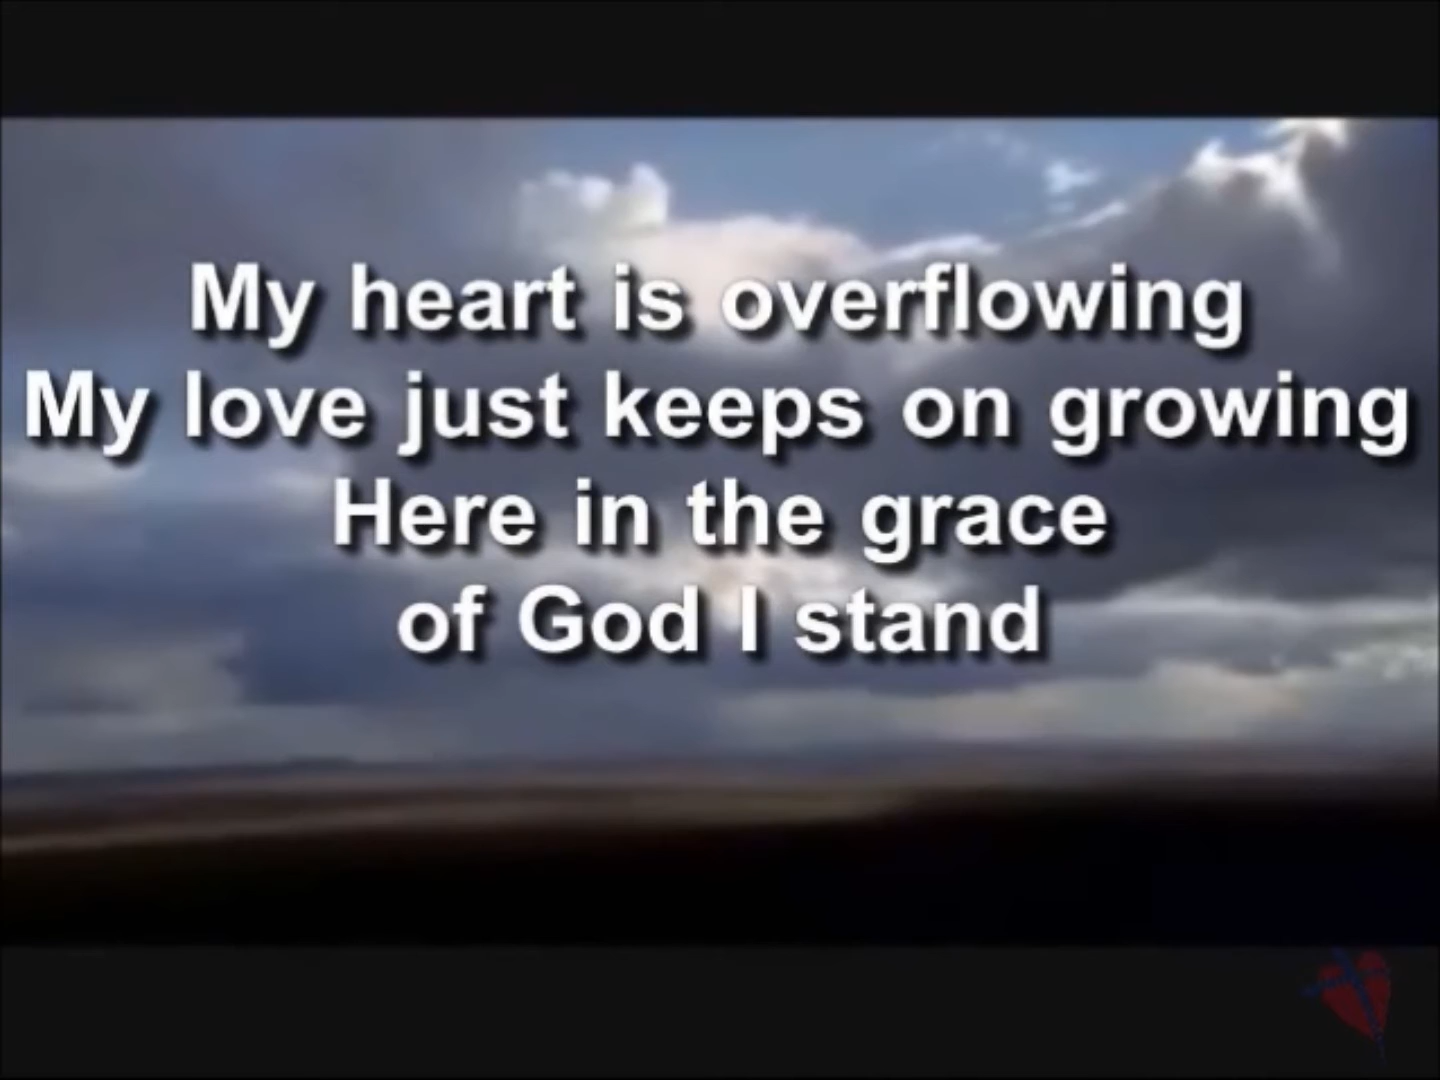 My heart is overflowing
My love just keeps on growing
Here in the grace
of God I stand